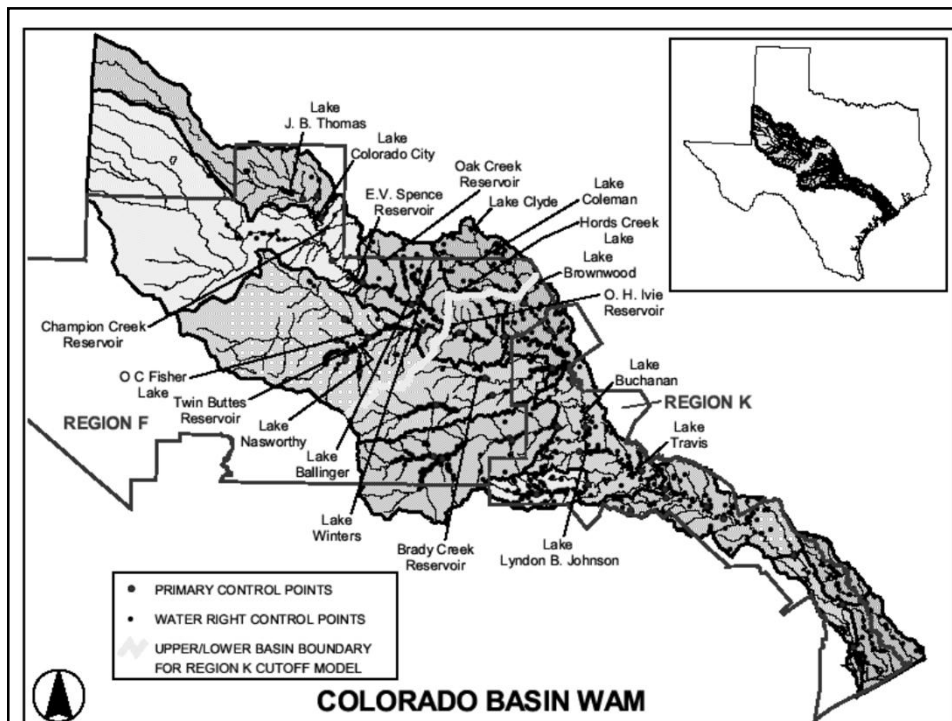 Lake
J. B. Thomas
Lake
Colorado City
Oak Creek
Reservoir
E.V. Spence
Reservoir
Lake Clyde
Lake
Coleman
Hords Creek
Lake
Lake
Brownwood
O. H. Ivie
Reservoir
Champion Creek
Reservoir
O C Fisher
Lake
Twin Buttes
Reservoir
Lake
Nasworthy
Lake
Ballinger
Lake
Winters
Brady Creek
Reservoir
Lake
Lyndon B. Johnson
Lake
Buchanan
REGION K
Lake
Travis
REGION F
PRIMARY CONTROL POINTS
WATER RIGHT CONTROL POINTS
UPPER/LOWER BASIN BOUNDARY
FOR REGION K CUTOFF MODEL
COLORADO BASIN WAM